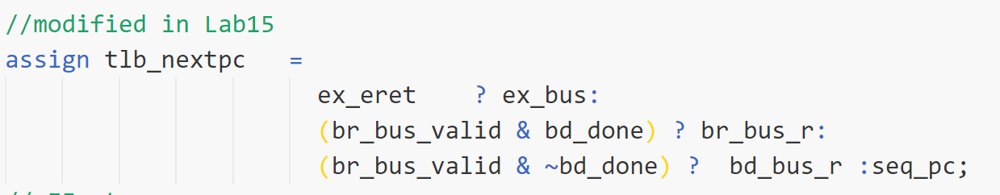 //modified in Lab15
assign tlb_nextpc   =
ex_eret    ? ex_bus:
(br_bus_valid & bd_done) ? br_bus_r:
(br_bus_valid & ~bd_done) ?  bd_bus_r :seq_pc;